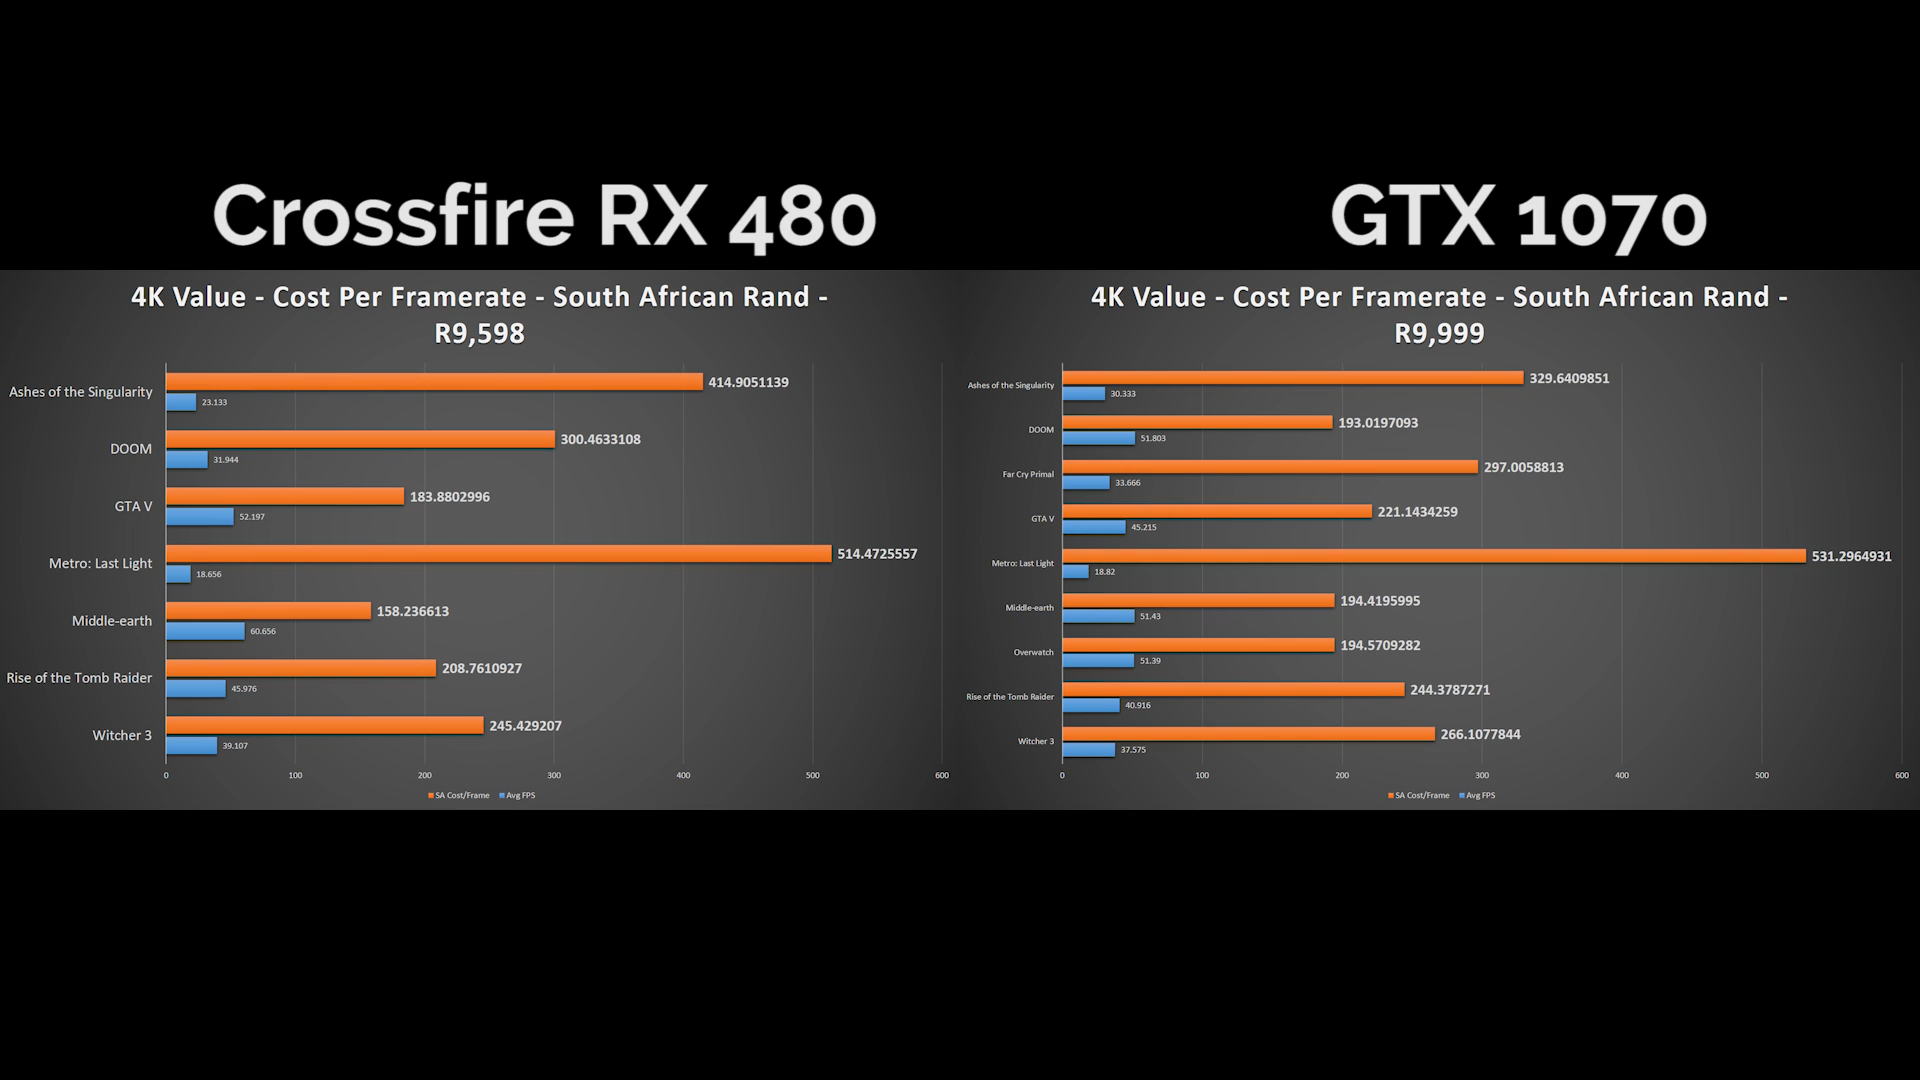 Crossfire RX 480
GTX 1070
4K Value - Cost Per Framerate - South African Rand -
R9,598
Ashes of the Singularity
414.9051139
23.133
DOOM
300.4633108
31.944
GTA V
183.8802996
52.197
Metro: Last Light
514.4725557
18.656
Middle-earth
158.236613
60.656
Rise of the Tomb Raider
208.7610927
45.976
Witcher 3
245.429207
39.107
0 100 200 300 400 500 600
SA Cost/Frame Avg FPS
4K Value - Cost Per Framerate - South African Rand -
R9,999
Ashes of the Singularity
329.6409851
30.333
DOOM
193.0197093
51.803
Far Cry Primal
297.0058813
33.666
GTA V
221.1434259
45.215
Metro: Last Light
531.2964931
18.82
Middle-earth
194.4195995
51.43
Overwatch
194.5709282
51.39
Rise of the Tomb Raider
244.3787271
40.916
Witcher 3
266.1077844
37.575
0 100 200 300 400 500 600
SA Cost/Frame Avg FPS